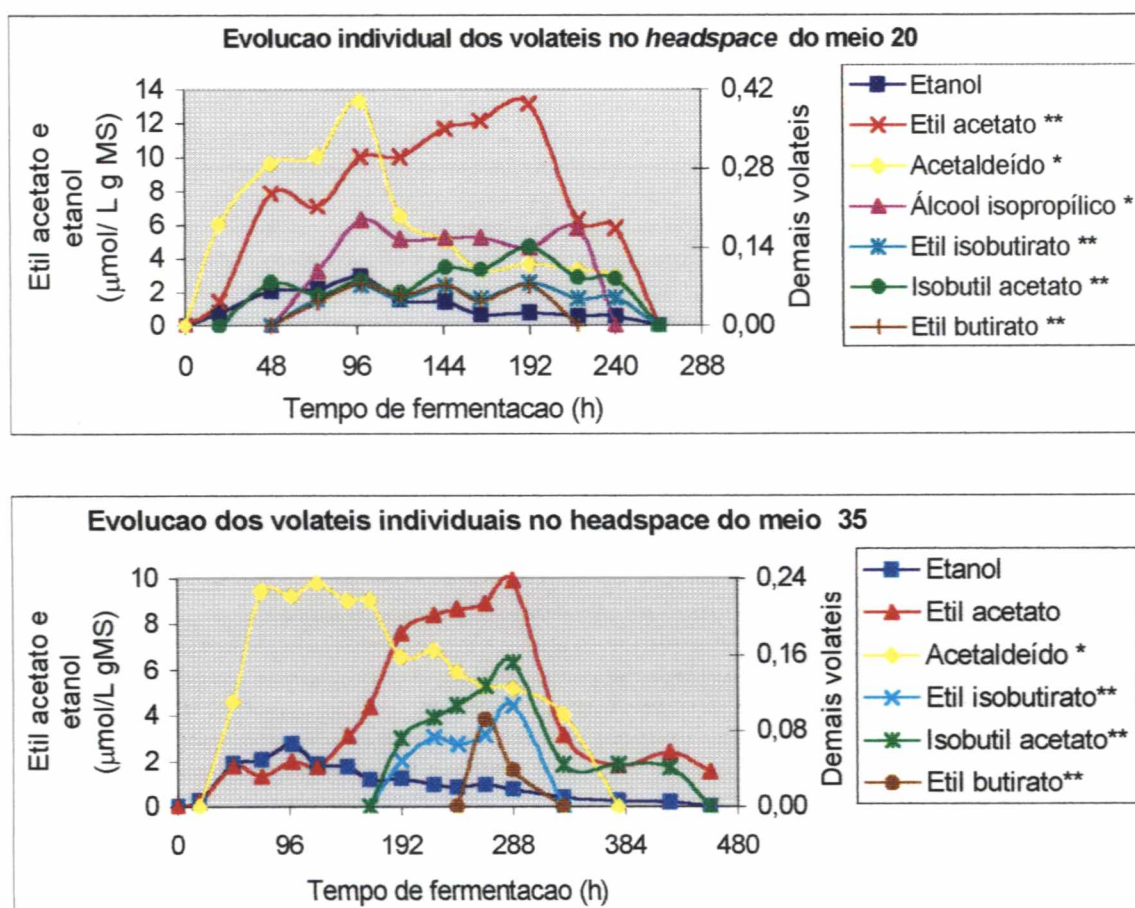 Evolucao individual dos volateis no headspace do meio 20
Etil acetato e
etanol
(µmol/ L g MS)
14
12
10
8
6
4
2
0
0,42
0,28
0,14
0,00
Demais volateis
0 48 96 144 192 240 288
Tempo de fermentacao (h)
Etanol
Etil acetato **
Acetaldeído *
Álcool isopropílico *
Etil isobutirato **
Isobutil acetato **
Etil butirato **
Evolucao dos volateis individuais no headspace do meio 35
Etil acetato e
etanol
(µmol/L gMS)
10
8
6
4
2
0
0,24
0,16
0,08
0,00
Demais volateis
0 96 192 288 384 480
Tempo de fermentacao (h)
Etanol
Etil acetato
Acetaldeído *
Etil isobutirato**
Isobutil acetato**
Etil butirato**